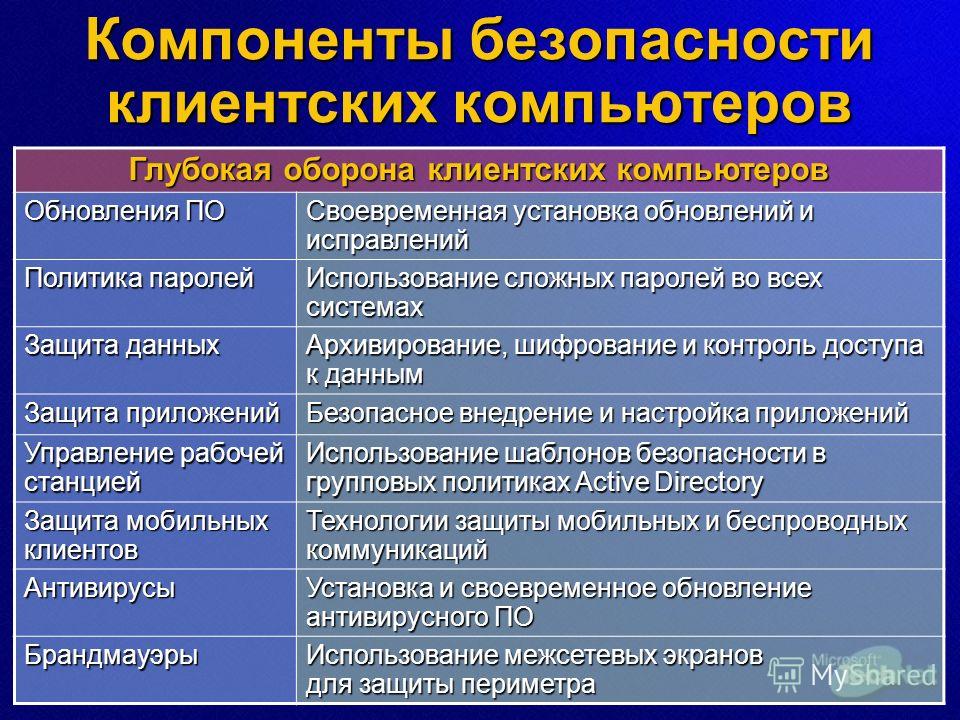 Компоненты безопасности
клиентских компьютеров
Глубокая оборона клиентских компьютеров
Обновления ПО
Своевременная установка обновлений и
исправлений
Политика паролей
Использование сложных паролей во всех
системах
Защита данных
Архивирование, шифрование и контроль доступа
к данным
Защита приложений
Безопасное внедрение и настройка приложений
Управление рабочей
станцией
Использование шаблонов безопасности в
групповых политиках Active Directory
Защита мобильных
клиентов
Технологии защиты мобильных и беспроводных
коммуникаций
Антивирусы
Установка и своевременное обновление
антивирусного ПО
Брандмауэры
Использование межсетевых экранов
для защиты периметра
Microsoft
MyShared